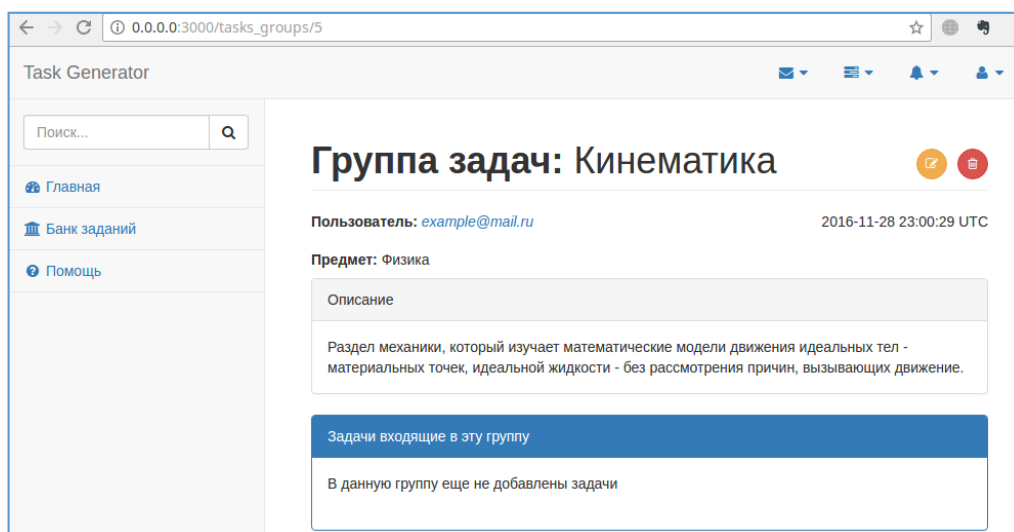 0.0.0.0:3000/tasks_groups/5
Task Generator
Поиск...
Главная
Банк заданий
Помощь
Группа задач: Кинематика
Пользователь: example@mail.ru
2016-11-28 23:00:29 UTC
Предмет: Физика
Описание
Раздел механики, который изучает математические модели движения идеальных тел -
материальных точек, идеальной жидкости - без рассмотрения причин, вызывающих движение.
Задачи входящие в эту группу
В данную группу еще не добавлены задачи